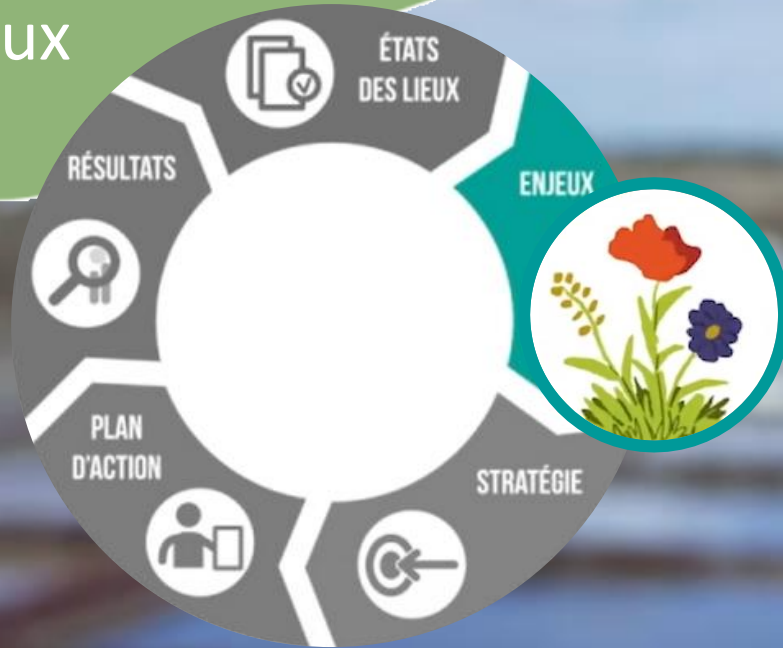 ux
ÉTATS
DES LIEUX
ENJEUX
STRATÉGIE
PLAN
D'ACTION
RÉSULTATS